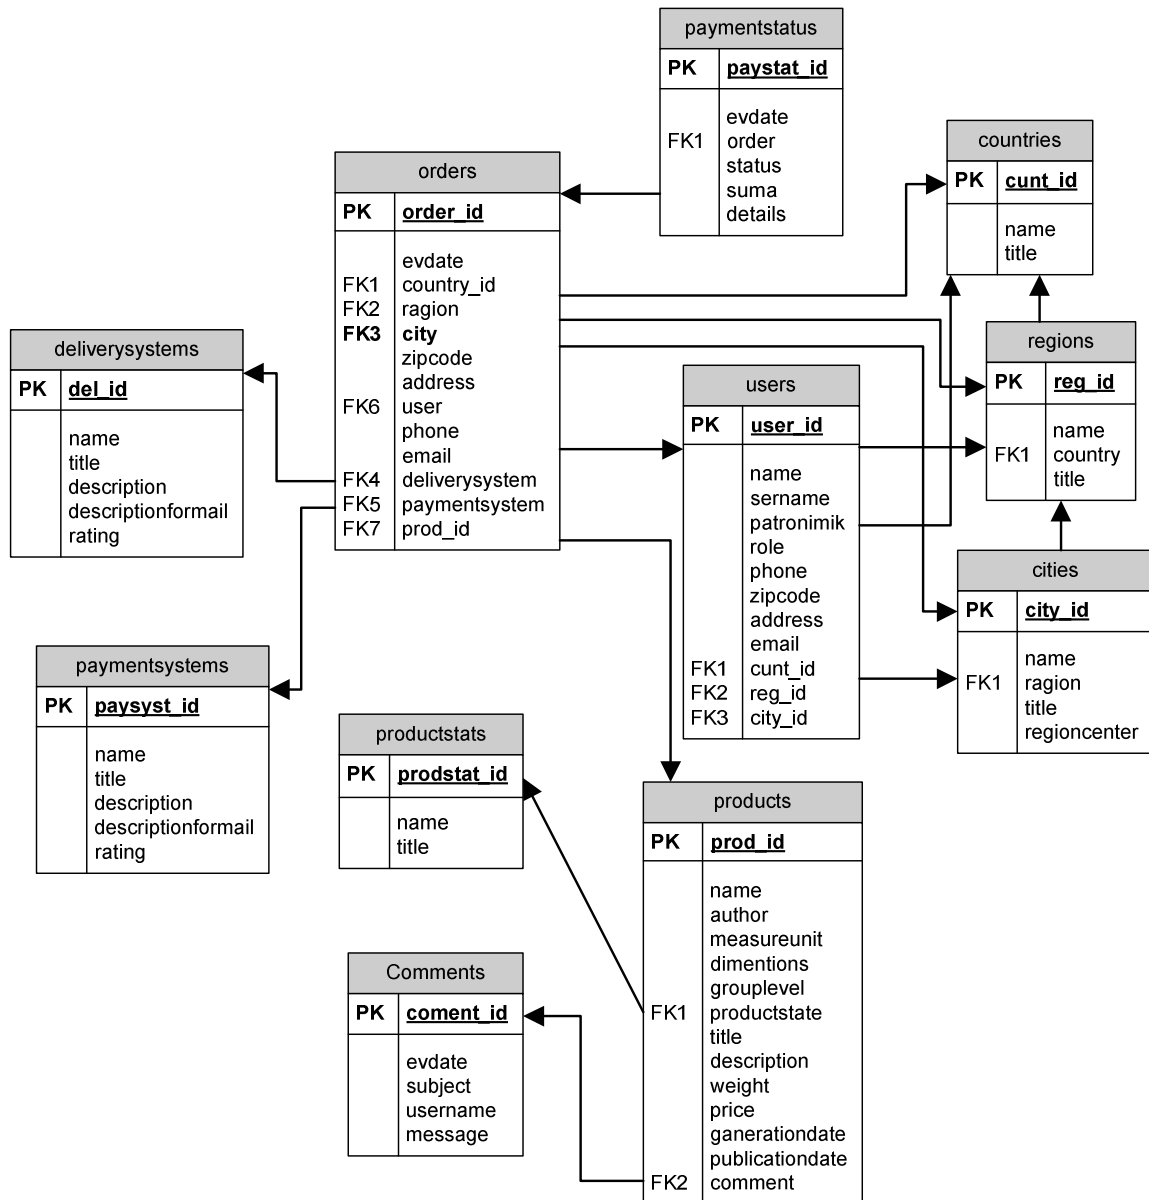 paymentstatus
PK paystat_id
evdate
FK1 order
status
suma
details
countries
PK cunt_id
name
title
orders
PK order_id
evdate
FK1 country_id
FK2 ragion
FK3 city
zipcode
address
FK6 user
phone
email
FK4 deliverysystem
FK5 paymentsystem
FK7 prod_id
regions
PK reg_id
name
FK1 country
title
deliverysystems
PK del_id
name
title
description
descriptionformail
rating
users
PK user_id
name
sername
patronimik
role
phone
zipcode
address
email
FK1 cunt_id
FK2 reg_id
FK3 city_id
cities
PK city_id
name
FK1 ragion
title
regioncenter
paymentsystems
PK paysyst_id
name
title
description
descriptionformail
rating
productstats
PK prodstat_id
name
title
products
PK prod_id
name
author
measureunit
dimentions
grouplevel
FK1 productstate
title
description
weight
price
ganerationdate
publicationdate
FK2 comment
Comments
PK coment_id
evdate
subject
username
message